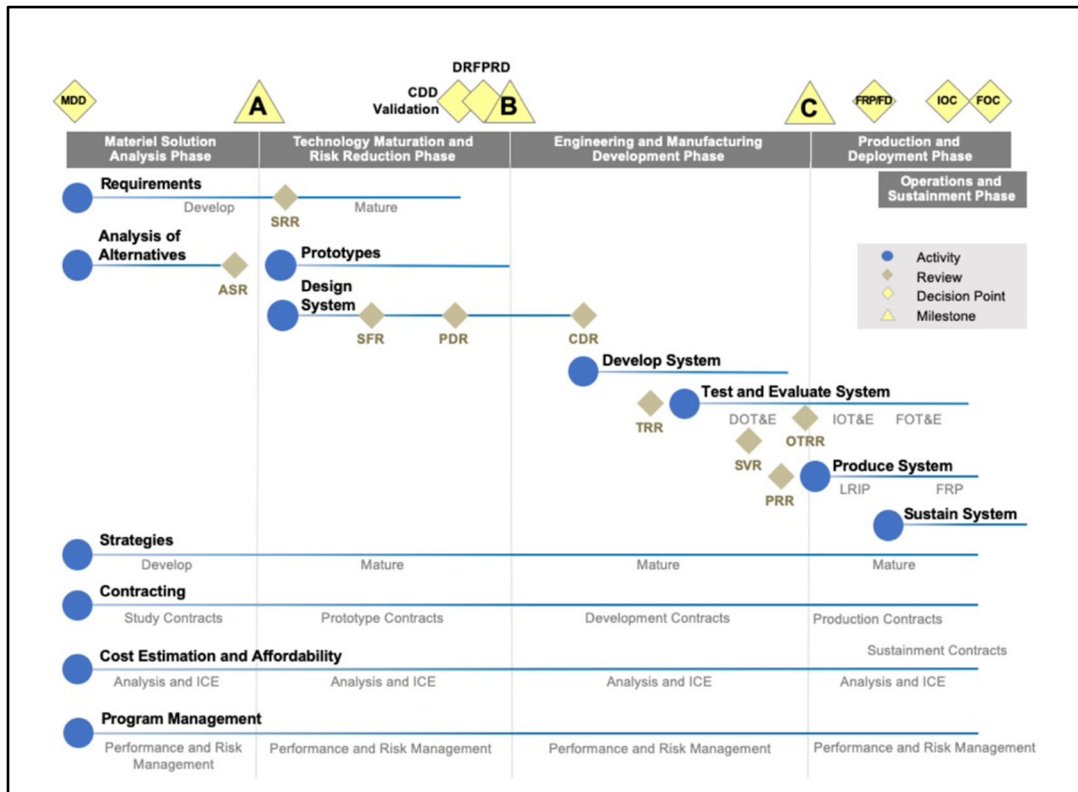 DRFPRD
CDD
Validation
MDD
A
B
C
FRP/FD
IOC
FOC
Materiel Solution
Analysis Phase
Technology Maturation and
Risk Reduction Phase
Engineering and Manufacturing
Development Phase
Production and
Deployment Phase
Operations and
Sustainment Phase
Requirements
Develop
SRR
Mature
Analysis of
Alternatives
ASR
Prototypes
Design
System
SFR
PDR
CDR
Activity
Review
Decision Point
Milestone
Develop System
Test and Evaluate System
TRR
DOT&E
OTRR
IOT&E
FOT&E
SVR
PRR
Produce System
LRIP
FRP
Sustain System
Strategies
Develop
Mature
Mature
Mature
Contracting
Study Contracts
Prototype Contracts
Development Contracts
Production Contracts
Sustainment Contracts
Cost Estimation and Affordability
Analysis and ICE
Analysis and ICE
Analysis and ICE
Analysis and ICE
Program Management
Performance and Risk
Management
Performance and Risk Management
Performance and Risk Management
Performance and Risk Management